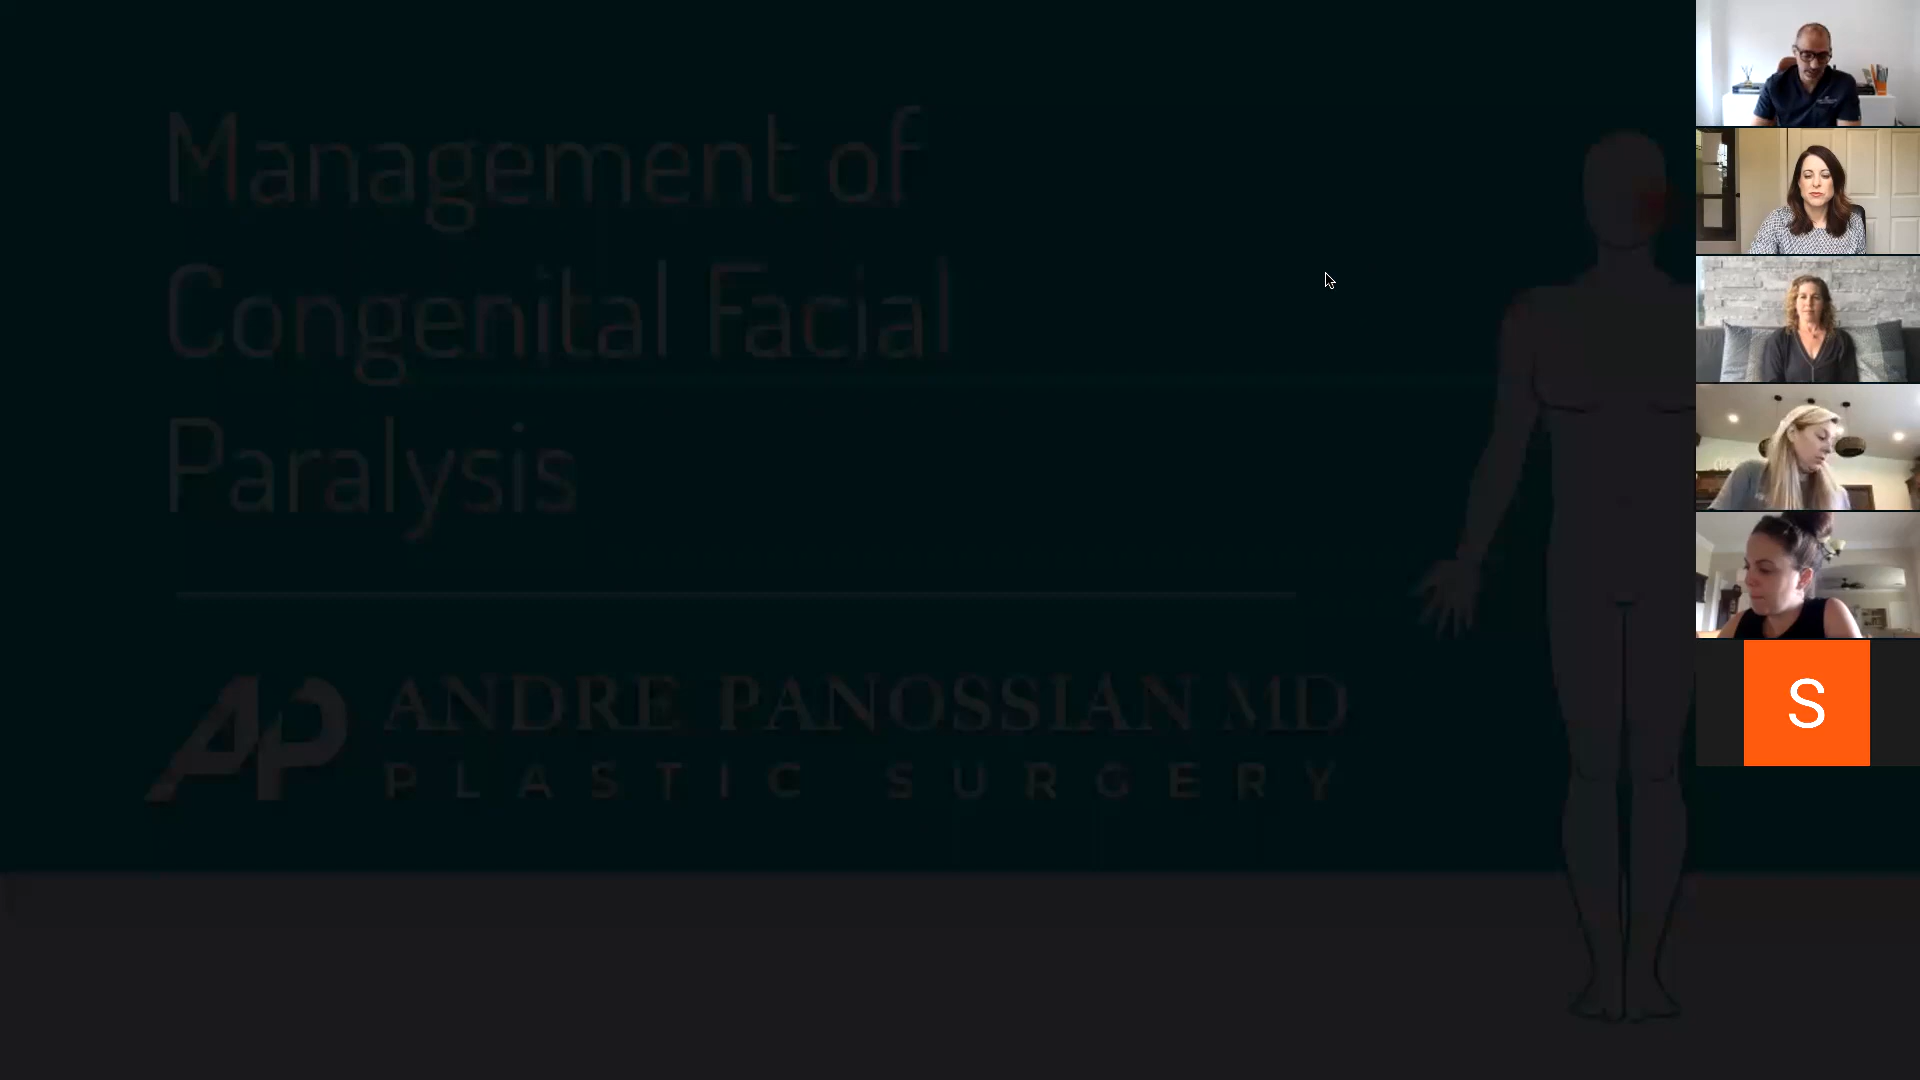 Management of
Congenital Facial
Paralysis
AP ANDRE PANOSSIAN MD
PLASTIC SURGERY
S